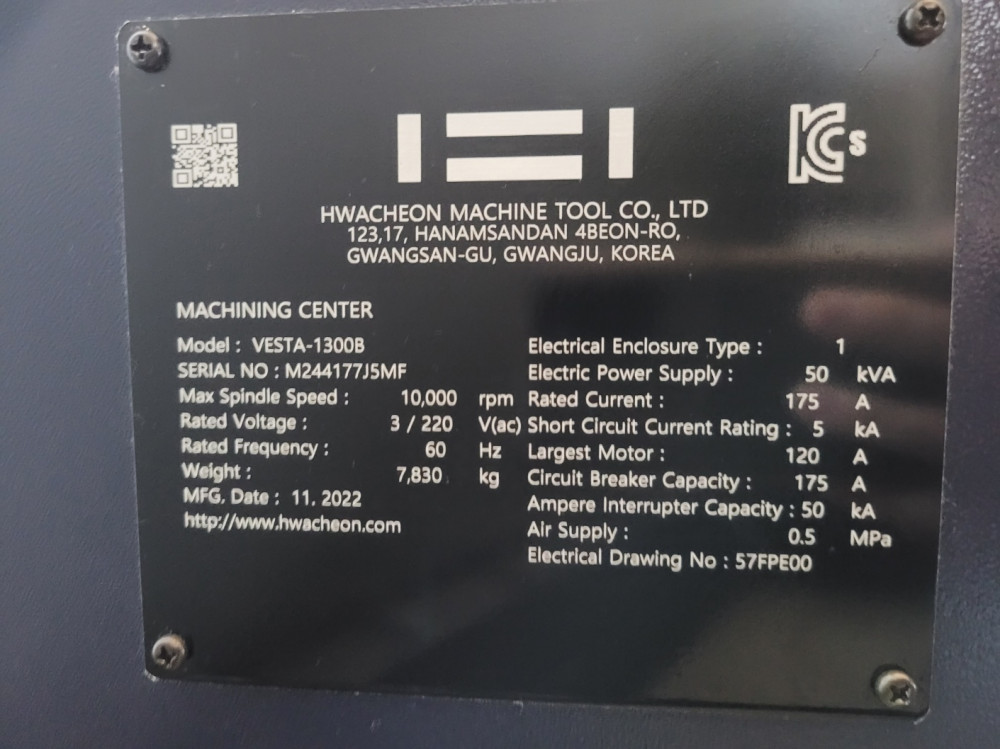 HWACHEON MACHINE TOOL CO., LTD
123,17, HANAMSANDAN 4BEON-RO,
GWANGSAN-GU, GWANGJU, KOREA
KCs
MACHINING CENTER
Model : VESTA-1300B
SERIAL NO : M244177J5MF
Max Spindle Speed : 10,000 rpm
Rated Voltage : 3 / 220 V(ac)
Rated Frequency : 60 Hz
Weight : 7,830 kg
MFG. Date : 11, 2022
http://www.hwacheon.com
Electrical Enclosure Type : 1
Electric Power Supply : 50 kVA
Rated Current : 175 A
Short Circuit Current Rating : 5 kA
Largest Motor : 120 A
Circuit Breaker Capacity : 175 A
Ampere Interrupter Capacity : 50 kA
Air Supply : 0.5 MPa
Electrical Drawing No : 57FPE00